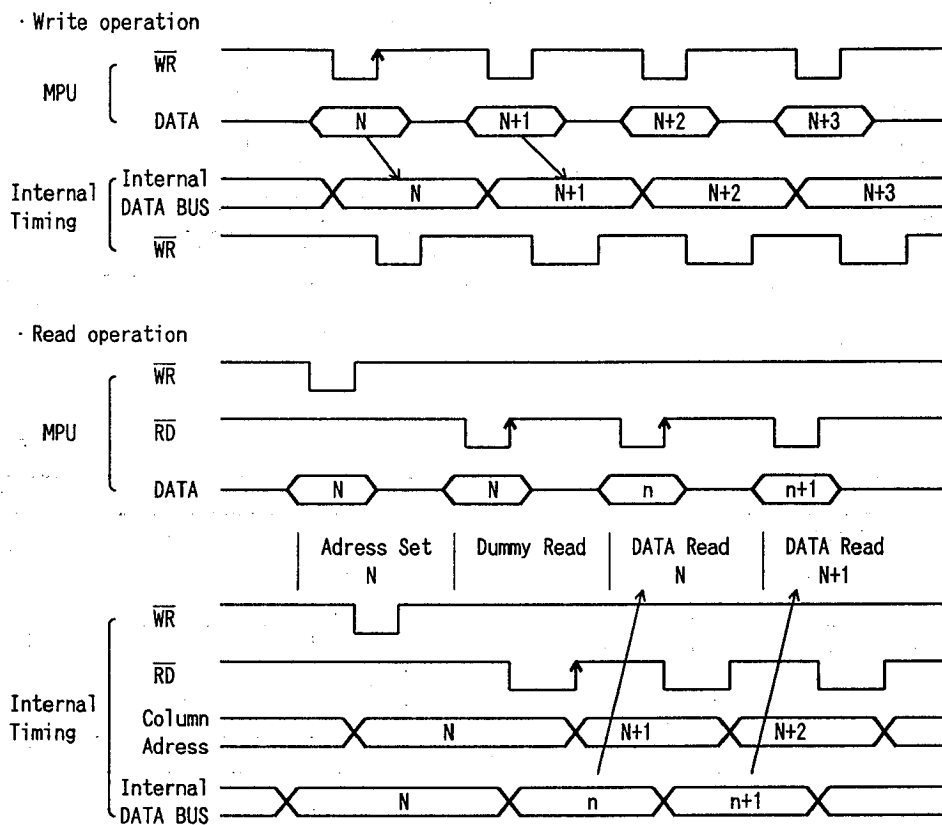 · Write operation
WR
MPU
DATA
N
N+1
N+2
N+3
Internal
Timing
Internal
DATA BUS
N
N+1
N+2
N+3
WR
· Read operation
WR
MPU
RD
DATA
N
N
n
n+1
Adress Set
N
Dummy Read
DATA Read
N
DATA Read
N+1
WR
RD
Internal
Timing
Column
Adress
N
N+1
N+2
Internal
DATA BUS
N
n
n+1